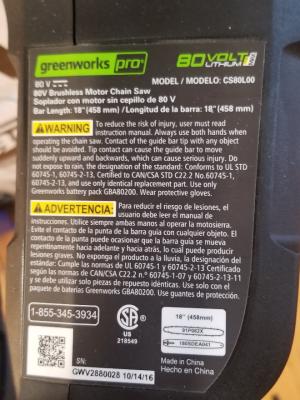 greenworks pro
80 VOLT
LITHIUM
80 V
MODEL / MODELO: CS80L00
80V Brushless Motor Chain Saw
Soplador con motor sin cepillo de 80 V
Bar Length: 18"(458 mm) /Longitud de la barra: 18"(458 mm)
WARNING To reduce the risk of injury, user must read
instruction manual. Always use both hands when
operating the chain saw. Contact of the guide bar tip with any object
should be avoided. Tip contact can cause the guide bar to move
suddenly upward and backwards, which can cause serious injury. Do
not expose to rain, the designation of the standard: Conforms to UL STD
60745-1, 60745-2-13, Certified to CAN/CSA STD C22.2 No.60745-1,
60745-2-13, and use only identical replacement part. Use only
Greenworks battery pack GBA80200. Wear protective gloves.
ADVERTENCIA: Para reducir el riesgo de lesiones, el
usuario debe leer el manual de
instrucciones. Utilice siempre ambas manos al operar la motosierra.
Evite el contacto de la punta de la barra guía con cualquier objeto. El
contacto de la punta puede ocasionar que la barra guía se mueva
repentinamente hacia adelante y hacia atrás, lo cual puede producir
lesiones graves. No exponga el producto a la lluvia, la designación del
estándar: Cumple las normas de UL 60745-1 y 60745-2-13 Certificado
según las normas de CAN/CSA C22.2 n.° 60745-1-07 y 60745-2-13-11
y se debe utilizar solo piezas de repuesto idénticas. Use solo con el
paquete de baterías Greenworks GBA80200. Use guantes de protección.
1-855-345-3934
SA
US
218549
18" (458mm)
91P062X
180SDEA041
SN:
GWV2880028 10/14/16
Made in China
Hecho en China